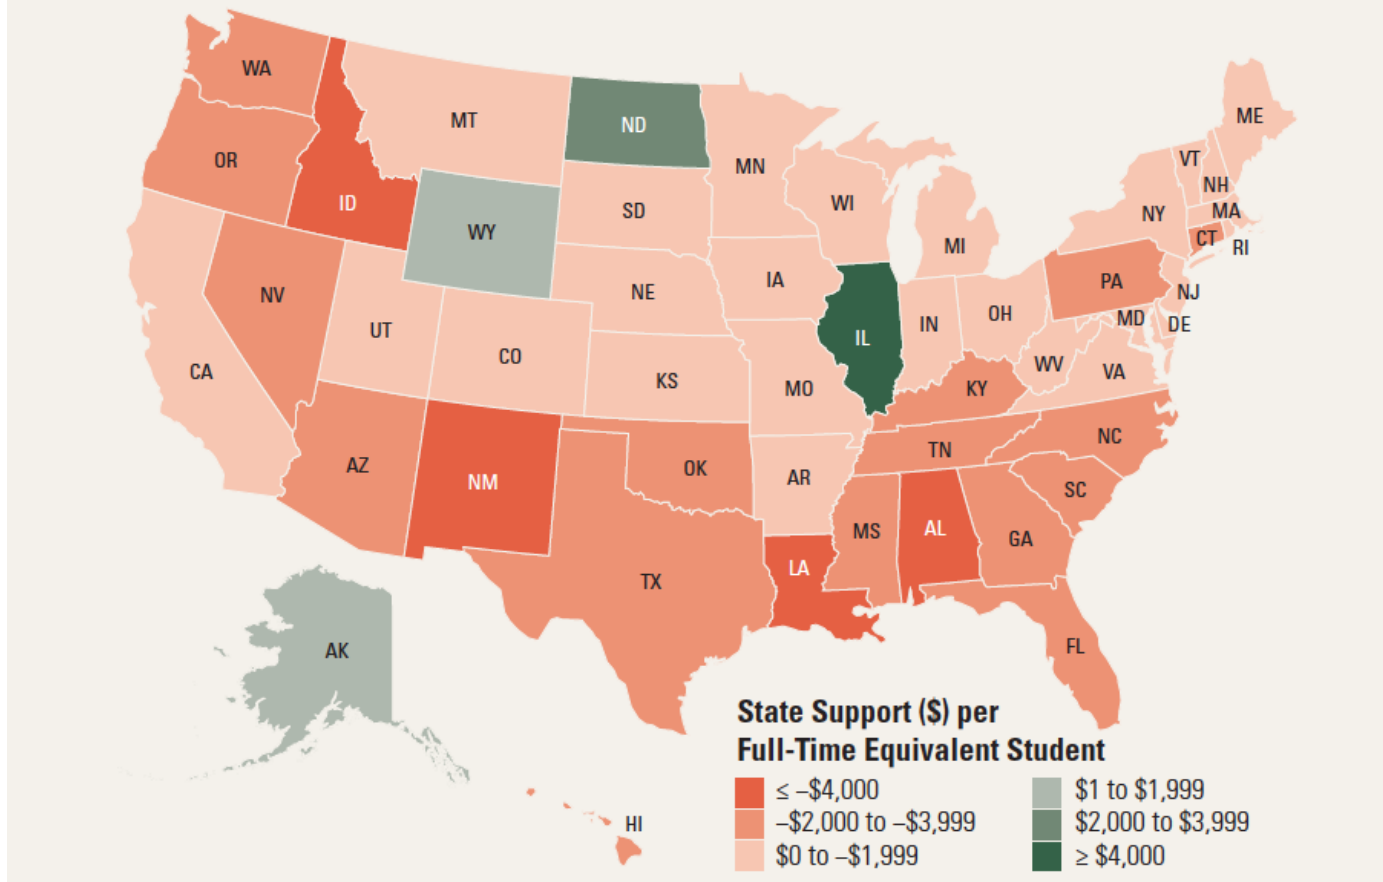 WA
ME
MT
ND
VT
OR
MN
NH
ID
SD
WI
MA
NY
WY
CT
MI
RI
IA
PA
NE
NV
NJ
OH
MD
DE
IN
UT
IL
CO
WV
CA
VA
KS
MO
KY
NC
TN
AZ
OK
AR
NM
SC
MS
AL
GA
LA
TX
FL
AK
HI
State Support ($) per
Full-Time Equivalent Student
≤ –$4,000
–$2,000 to –$3,999
$0 to –$1,999
$1 to $1,999
$2,000 to $3,999
≥ $4,000